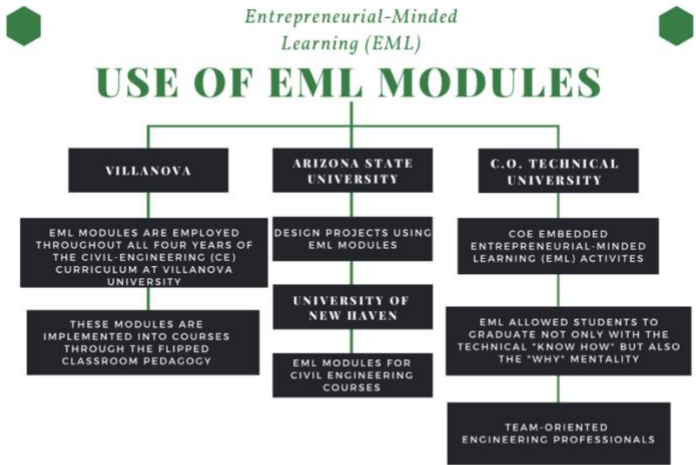 Entrepreneurial-Minded
Learning (EML)
USE OF EML MODULES
VILLANOVA
EML MODULES ARE EMPLOYED
THROUGHOUT ALL FOUR YEARS OF
THE CIVIL-ENGINEERING (CE)
CURRICULUM AT VILLANOVA
UNIVERSITY
THESE MODULES ARE
IMPLEMENTED INTO COURSES
THROUGH THE FLIPPED
CLASSROOM PEDAGOGY
ARIZONA STATE
UNIVERSITY
DESIGN PROJECTS USING
EML MODULES
UNIVERSITY OF
NEW HAVEN
EML MODULES FOR
CIVIL ENGINEERING
COURSES
C.O. TECHNICAL
UNIVERSITY
COE EMBEDDED
ENTREPRENEURIAL-MINDED
LEARNING (EML) ACTIVITES
EML ALLOWED STUDENTS TO
GRADUATE NOT ONLY WITH THE
TECHNICAL "KNOW HOW" BUT ALSO
THE "WHY" MENTALITY
TEAM-ORIENTED
ENGINEERING PROFESSIONALS